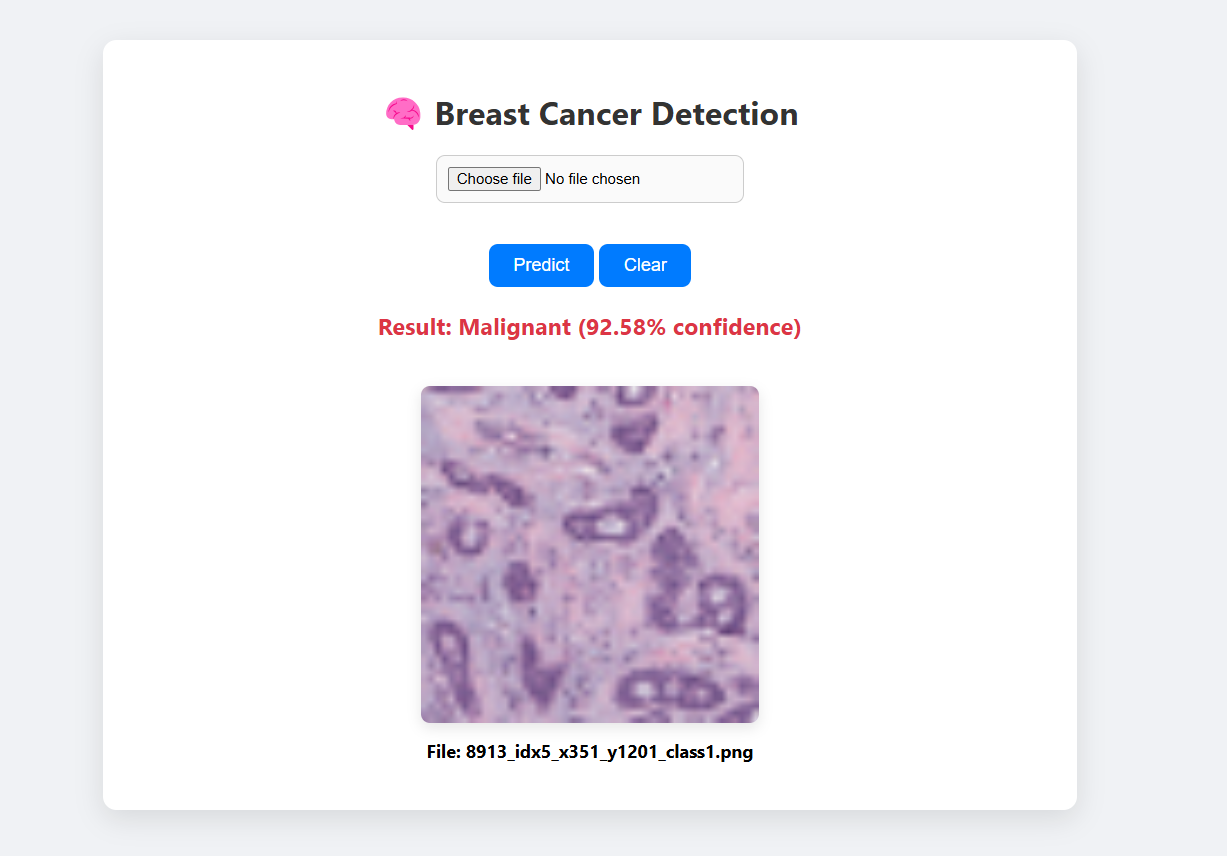 Breast Cancer Detection
Choose file No file chosen
Predict Clear
Result: Malignant (92.58% confidence)
File: 8913_idx5_x351_y1201_class1.png